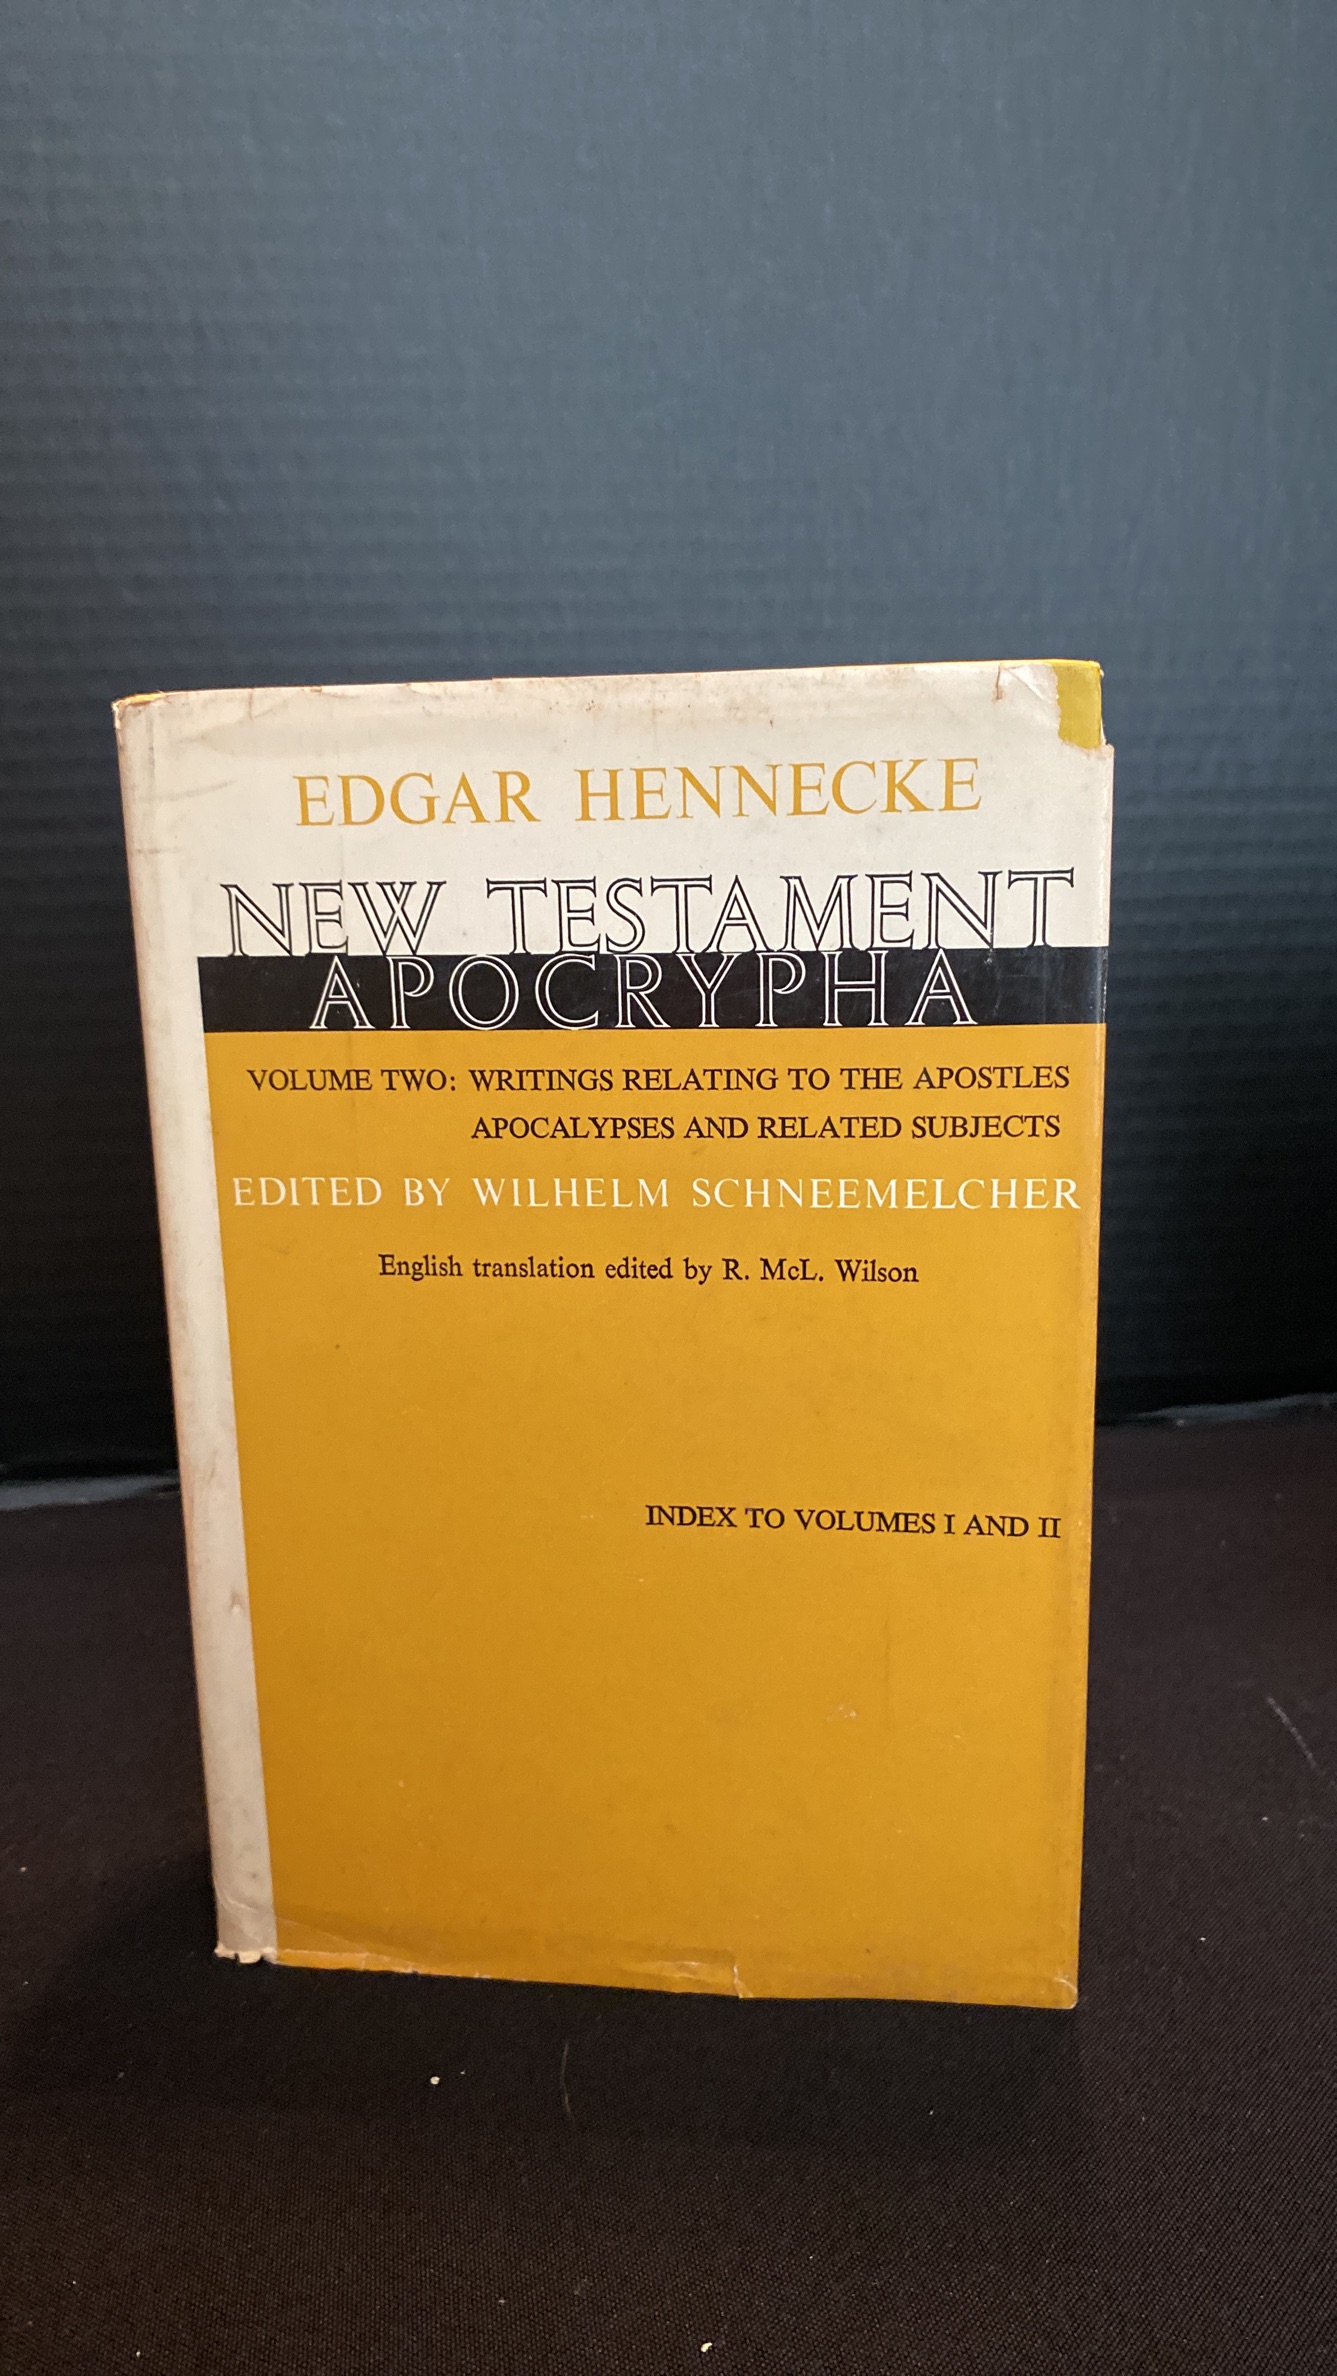 EDGAR HENNECKE
NEW TESTAMENT
APOCRYPHA
VOLUME TWO: WRITINGS RELATING TO THE APOSTLES
APOCALYPSES AND RELATED SUBJECTS
EDITED BY WILHELM SCHNEEMELCHER
English translation edited by R. McL. Wilson
INDEX TO VOLUMES I AND II